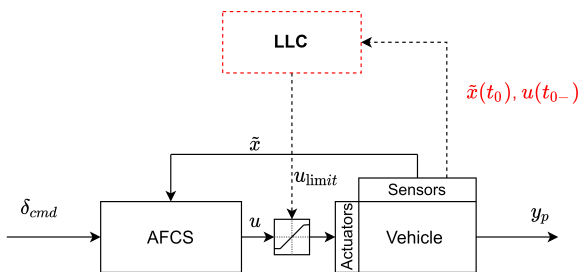 LLC
x̃(t₀), u(t₀₋)
x̃
u_limit
Sensors
δ_cmd
AFCS
u
Actuators
Vehicle
y_p